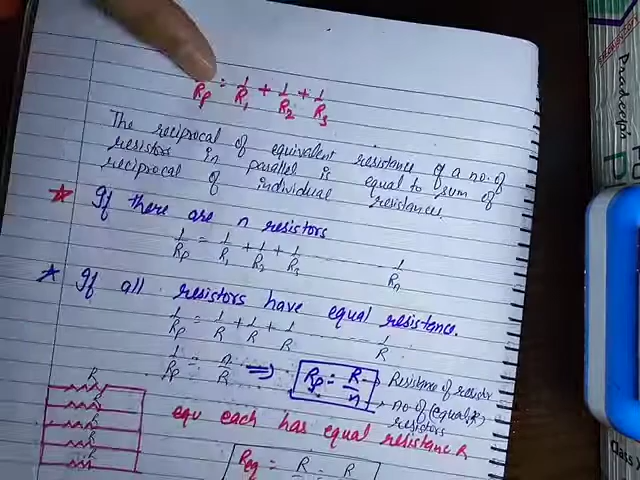 1/Rp = 1/R1 + 1/R2 + 1/R3
The reciprocal of equivalent resistance of a no. of
resistors in parallel is equal to sum of
reciprocal of individual resistances.
If there are n resistors
1/Rp = 1/R1 + 1/R2 + 1/R3 ------- 1/Rn
If all resistors have equal resistance.
1/Rp = 1/R + 1/R + 1/R ------- 1/R
1/Rp = n/R ⇒ Rp = R/n → Resistance of resistor
→ no. of (equal R) resistors
R
R
R
R
R
equ each has equal resistance R
Req = R = R
Pradeep's
P
Class X